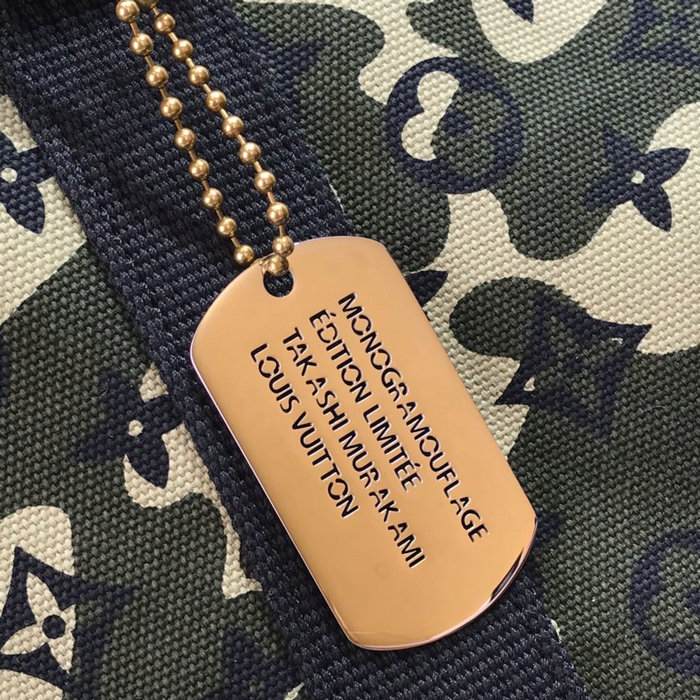 MONOGRAMOUFLAGE
ÉDITION LIMITÉE
TAKASHI MURAKAMI
LOUIS VUITTON